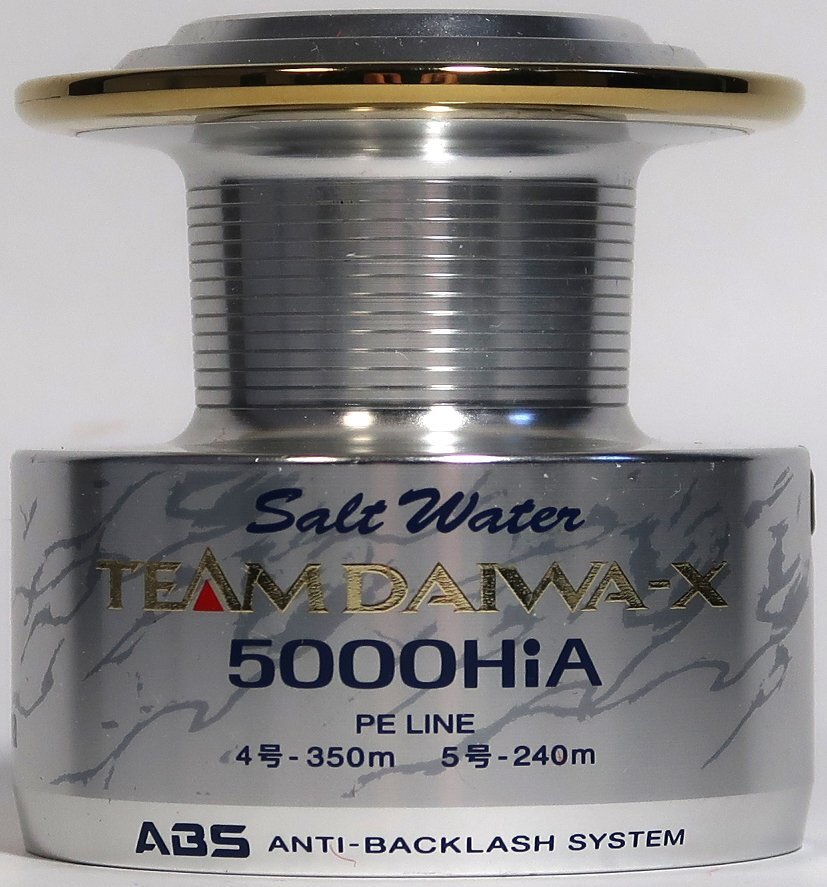 Salt Water
TEAM DAIWA-X
5000HiA
PE LINE
4号-350m 5号-240m
ABS ANTI-BACKLASH SYSTEM